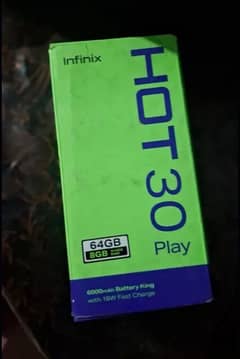 Infinix
HOT 30
Play
64GB
8GB
6000mAh Battery King
with 18W Fast Charge